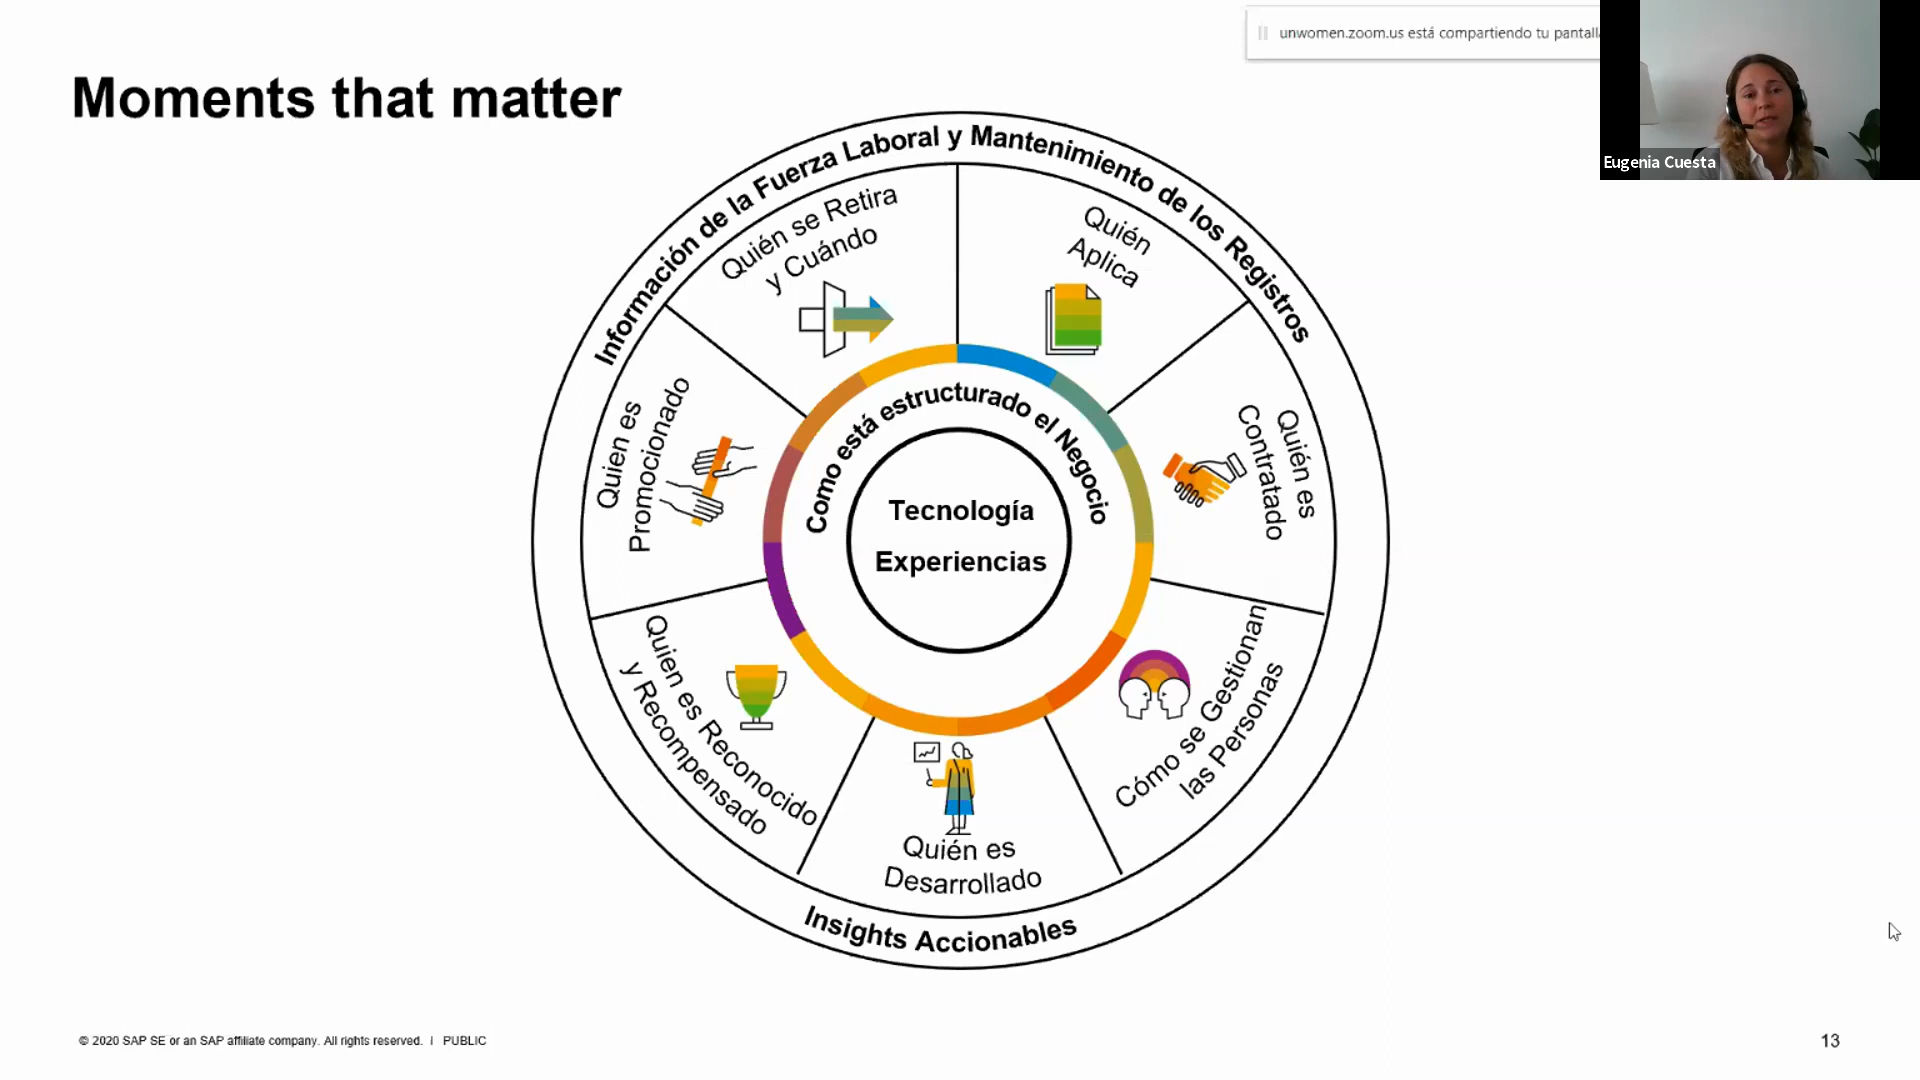 unwomen.zoom.us está compartiendo tu pantall
Eugenia Cuesta
Moments that matter
Información de la Fuerza Laboral y Mantenimiento de los Registros
Quién se Retira
y Cuándo
Quién
Aplica
Quién es
Contratado
Cómo se Gestionan
las Personas
Quién es
Desarrollado
Quien es Reconocido
y Recompensado
Quien es
Promocionado
Como está estructurado el Negocio
Tecnología
Experiencias
Insights Accionables
© 2020 SAP SE or an SAP affiliate company. All rights reserved. I PUBLIC
13